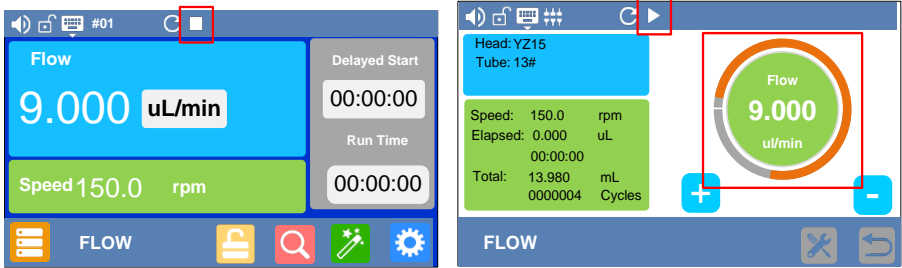 #01
Flow
9.000 uL/min
Speed 150.0 rpm
Delayed Start
00:00:00
Run Time
00:00:00
FLOW
Head: YZ15
Tube: 13#
Speed: 150.0 rpm
Elapsed: 0.000 uL
00:00:00
Total: 13.980 mL
0000004 Cycles
Flow
9.000
ul/min
+
-
FLOW